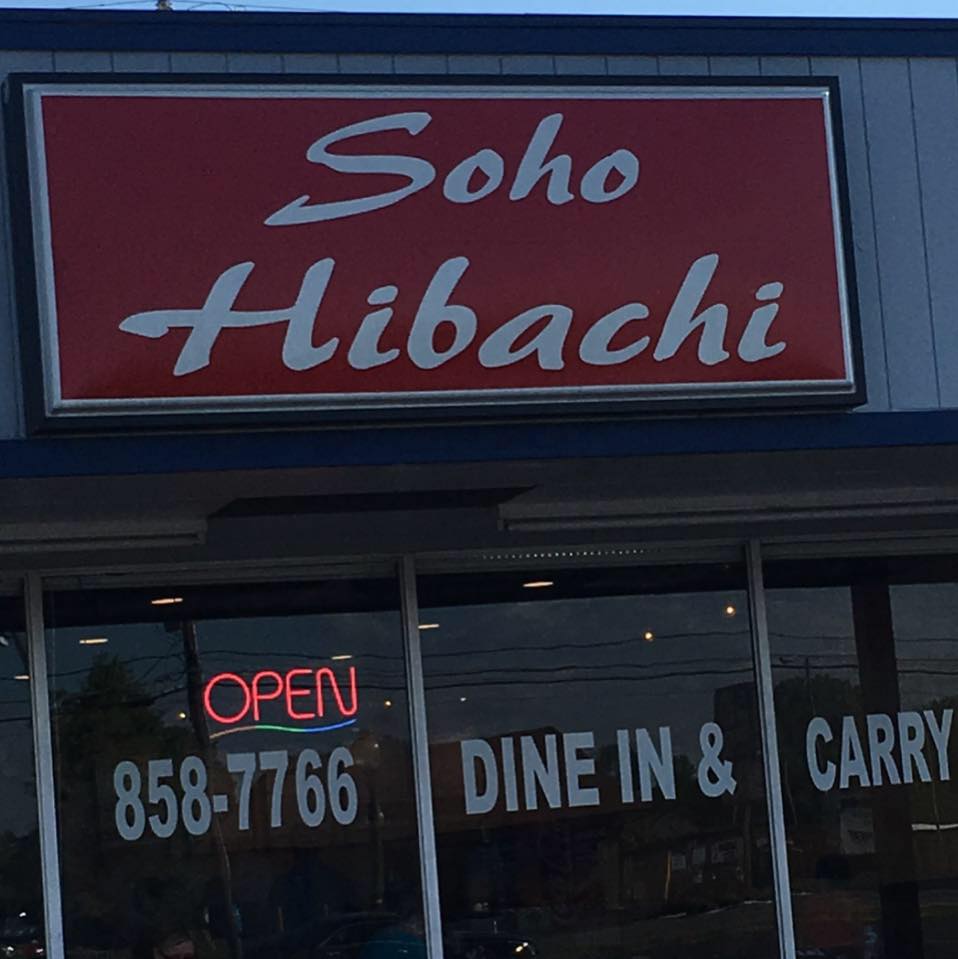 Soho
Hibachi
OPEN
858-7766
DINE IN & CARRY